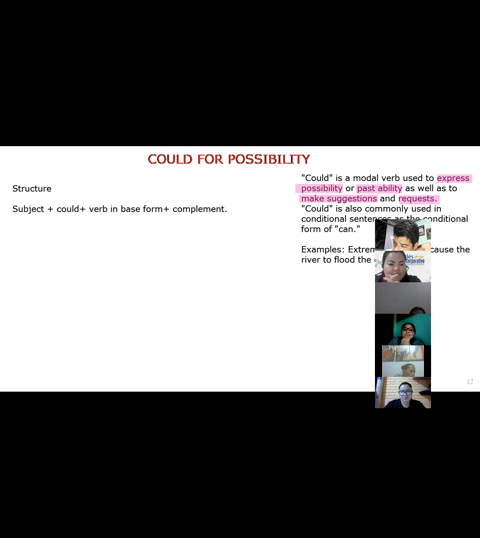 COULD FOR POSSIBILITY
Structure
Subject + could+ verb in base form+ complement.
"Could" is a modal verb used to express
possibility or past ability as well as to
make suggestions and requests.
"Could" is also commonly used in
conditional sentences as the conditional
form of "can."
Examples: Extrem cause the
river to flood the